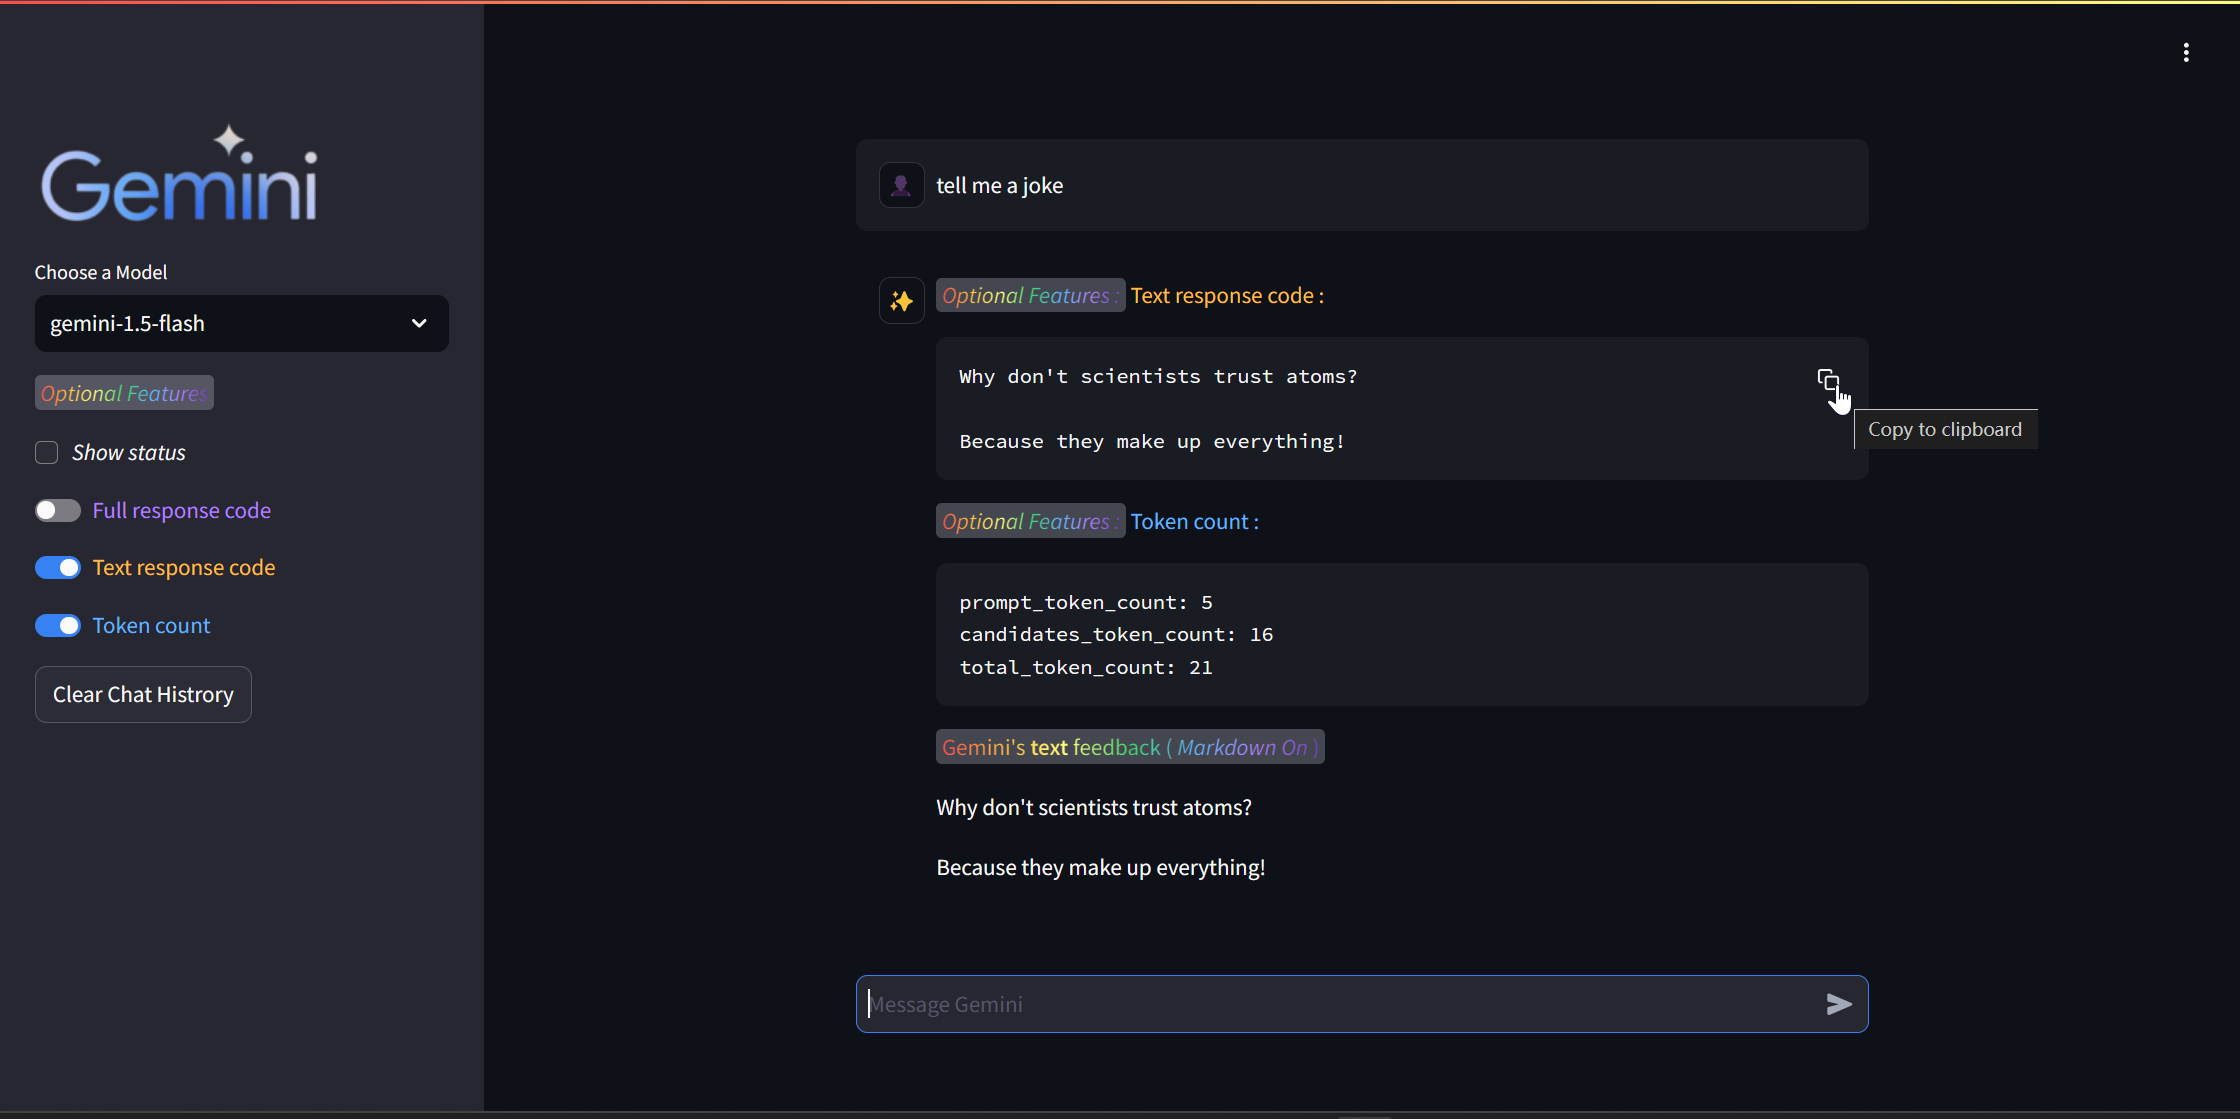 Gemini
Choose a Model
gemini-1.5-flash
Optional Features
Show status
Full response code
Text response code
Token count
Clear Chat Histrory
tell me a joke
Optional Features : Text response code :
Why don't scientists trust atoms?
Because they make up everything!
Copy to clipboard
Optional Features : Token count :
prompt_token_count: 5
candidates_token_count: 16
total_token_count: 21
Gemini's text feedback ( Markdown On )
Why don't scientists trust atoms?
Because they make up everything!
Message Gemini